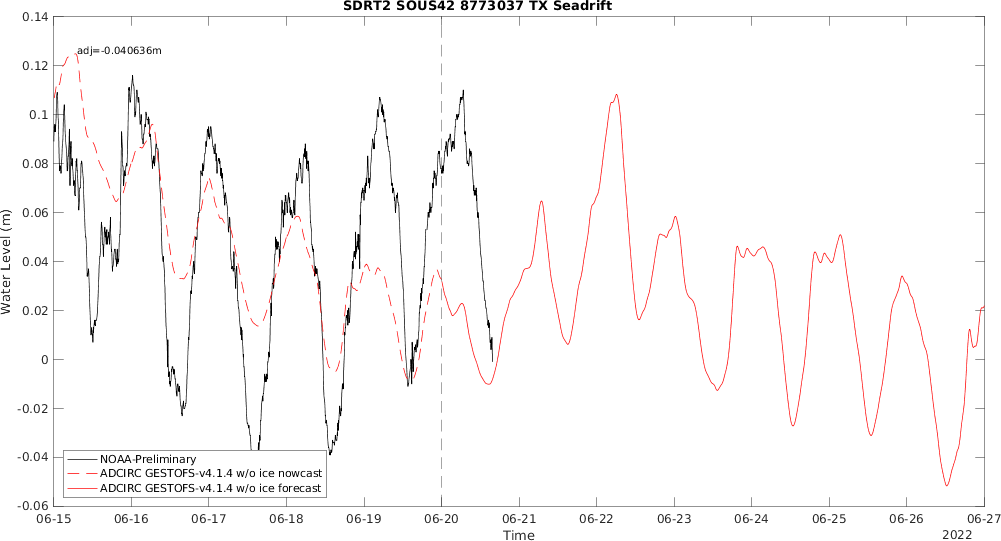 SDRT2 SOUS42 8773037 TX Seadrift
adj=-0.040636m
Water Level (m)
0.14
0.12
0.1
0.08
0.06
0.04
0.02
0
-0.02
-0.04
-0.06
NOAA-Preliminary
ADCIRC GESTOFS-v4.1.4 w/o ice nowcast
ADCIRC GESTOFS-v4.1.4 w/o ice forecast
06-15 06-16 06-17 06-18 06-19 06-20 06-21 06-22 06-23 06-24 06-25 06-26 06-27
Time
2022